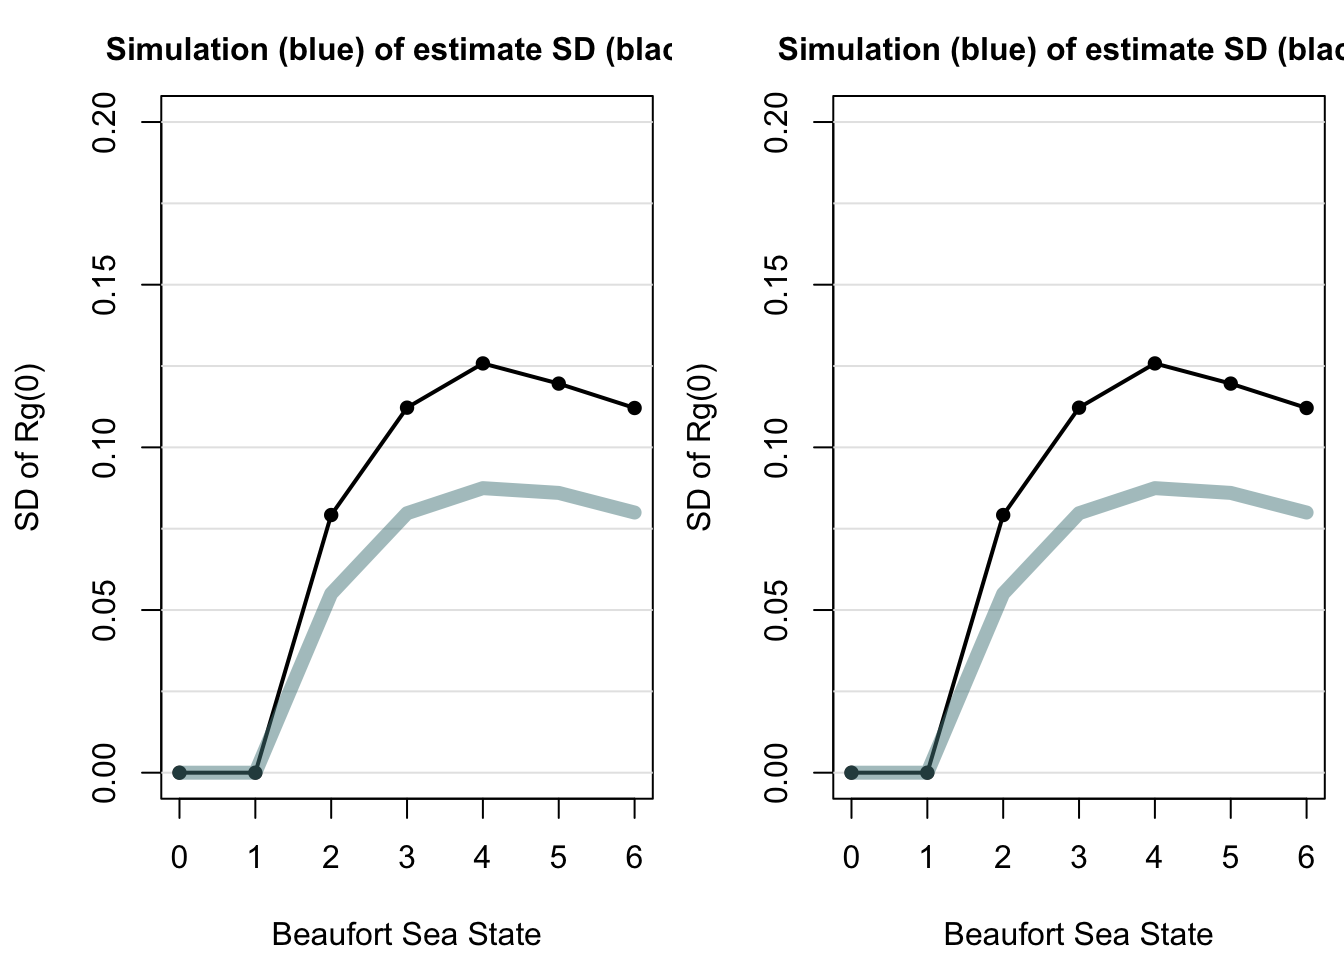 Simulation (blue) of estimate SD (blac
SD of Rg(0)
0.20
0.15
0.10
0.05
0.00
0 1 2 3 4 5 6
Beaufort Sea State
Simulation (blue) of estimate SD (blac
SD of Rg(0)
0.20
0.15
0.10
0.05
0.00
0 1 2 3 4 5 6
Beaufort Sea State